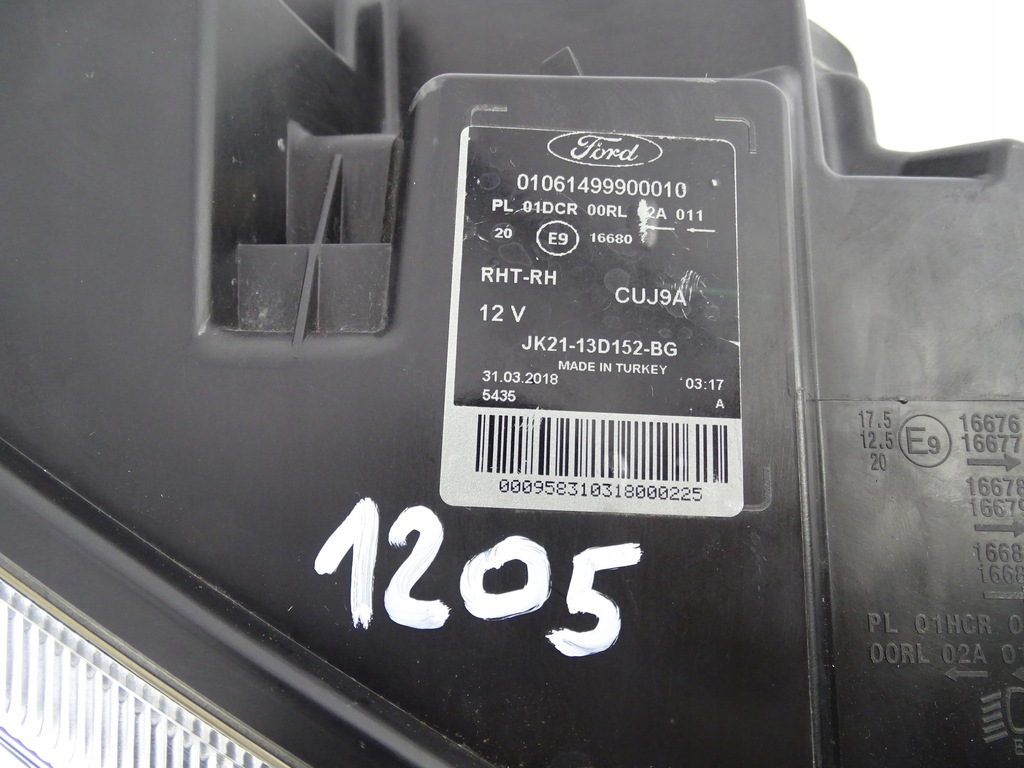 Ford
01061499900010
PL 01DCR 00RL 02A 011
20 E9 16680
RHT-RH
CUJ9A
12 V
JK21-13D152-BG
MADE IN TURKEY
31.03.2018 03:17
5435 A
000958310318000225
1205
17.5
12.5
20
E9
16676
16677
16678
16679
PL 01HCR
00RL 02A